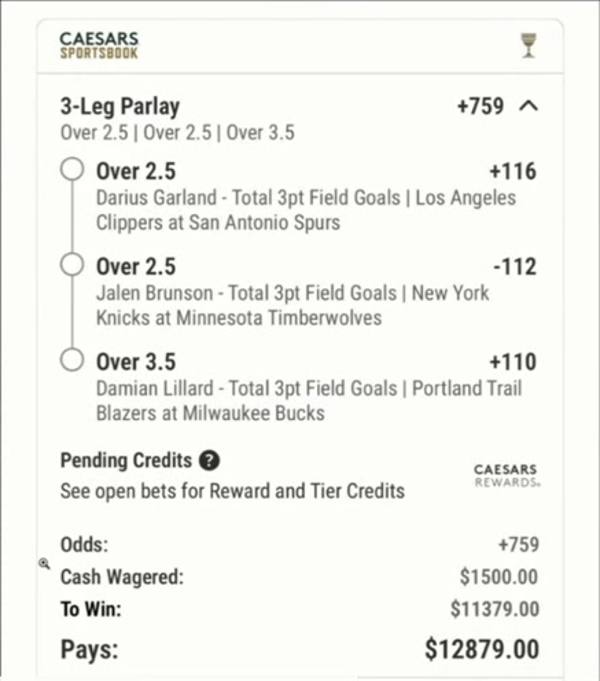 CAESARS
SPORTSBOOK
3-Leg Parlay +759
Over 2.5 | Over 2.5 | Over 3.5
Over 2.5 +116
Darius Garland - Total 3pt Field Goals | Los Angeles
Clippers at San Antonio Spurs
Over 2.5 -112
Jalen Brunson - Total 3pt Field Goals | New York
Knicks at Minnesota Timberwolves
Over 3.5 +110
Damian Lillard - Total 3pt Field Goals | Portland Trail
Blazers at Milwaukee Bucks
Pending Credits ?
CAESARS
REWARDS.
See open bets for Reward and Tier Credits
Odds: +759
Cash Wagered: $1500.00
To Win: $11379.00
Pays: $12879.00